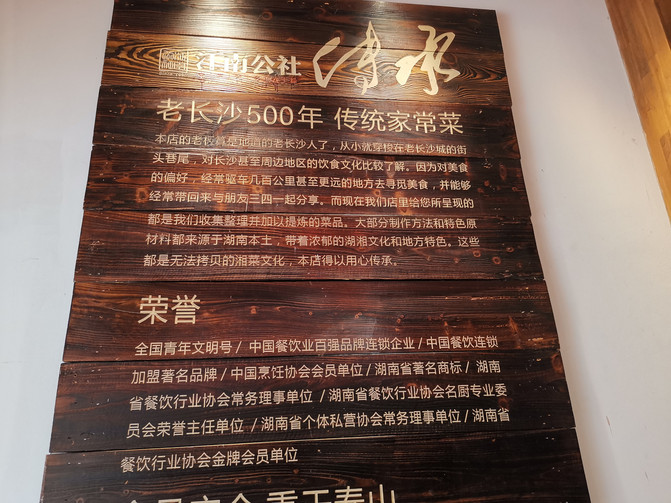 江南公社 传承
老长沙500年 传统家常菜
本店的老板算是地道的老长沙人了，从小就穿梭在老长沙城的街
头巷尾，对长沙甚至周边地区的饮食文化比较了解。因为对美食
的偏好，经常驱车几百公里甚至更远的地方去寻觅美食，并能够
经常带回来与朋友三四一起分享。而现在我们店里给您所呈现的
都是我们收集整理并加以提炼的菜品。大部分制作方法和特色原
材料都来源于湖南本土，带着浓郁的湖湘文化和地方特色。这些
都是无法拷贝的湘菜文化，本店得以用心传承。
荣誉
全国青年文明号/ 中国餐饮业百强品牌连锁企业/ 中国餐饮连锁
加盟著名品牌/ 中国烹饪协会会员单位/ 湖南省著名商标/ 湖南
省餐饮行业协会常务理事单位 / 湖南省餐饮行业协会名厨专业委
员会荣誉主任单位 / 湖南省个体私营协会常务理事单位/ 湖南省
餐饮行业协会金牌会员单位
重于泰山